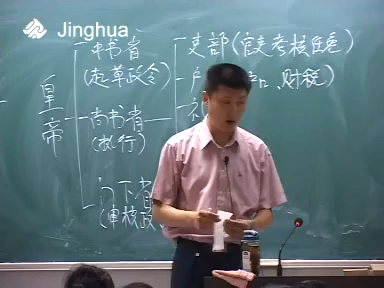 Jinghua
中书省
(起草政令)
皇帝
尚书省
(执行)
门下省
(审核政
吏部(官吏考核任免)
户
、财税)
礼